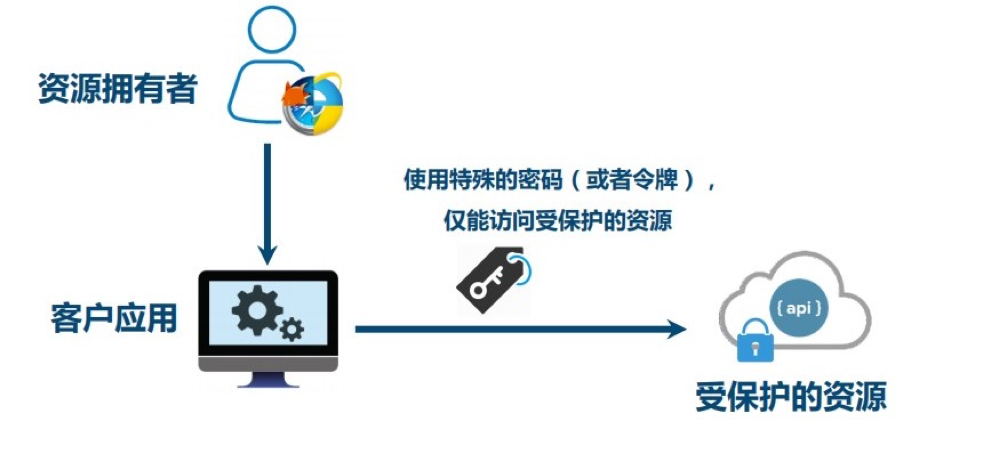 资源拥有者
使用特殊的密码（或者令牌），
仅能访问受保护的资源
客户应用
{ api }
受保护的资源